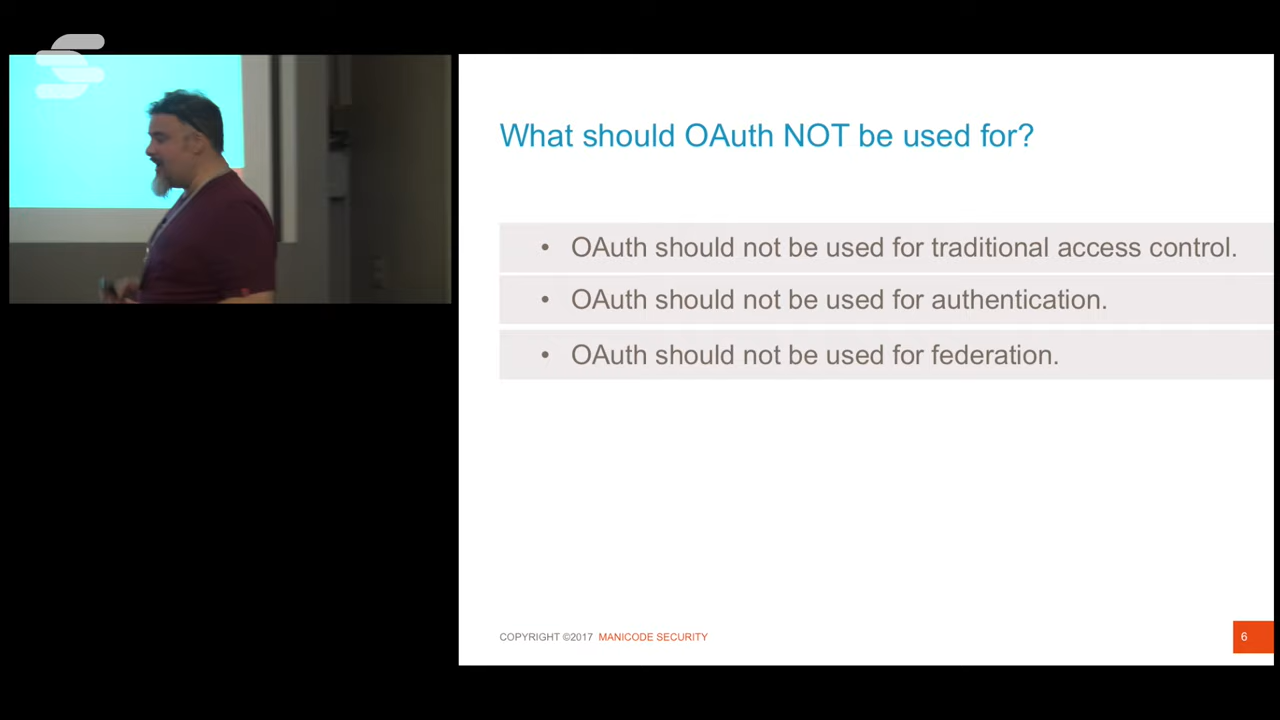 What should OAuth NOT be used for?
• OAuth should not be used for traditional access control.
• OAuth should not be used for authentication.
• OAuth should not be used for federation.
COPYRIGHT ©2017 MANICODE SECURITY
6